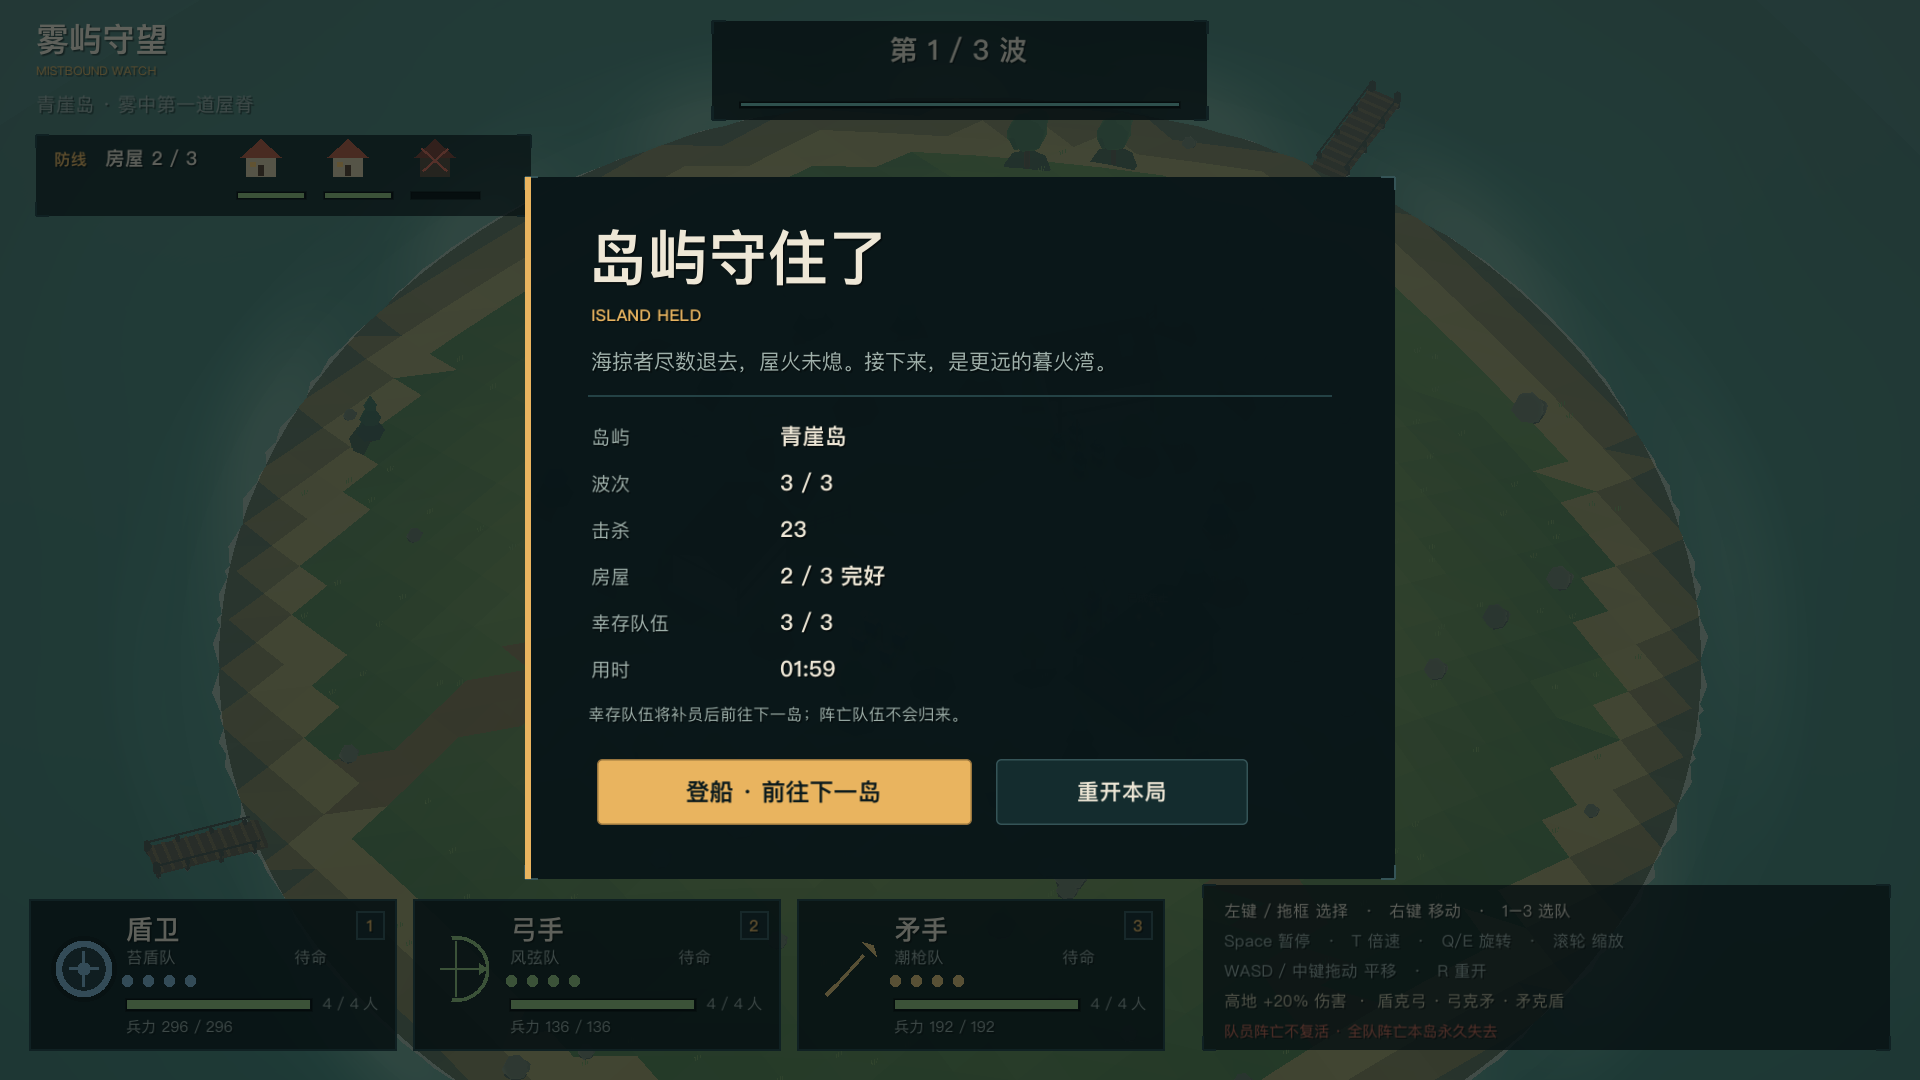 雾屿守望
MISTBOUND WATCH
青崖岛 · 雾中第一道屋脊
防线 房屋 2 / 3
第 1 / 3 波
岛屿守住了
ISLAND HELD
海掠者尽数退去，屋火未熄。接下来，是更远的暮火湾。
岛屿 青崖岛
波次 3 / 3
击杀 23
房屋 2 / 3 完好
幸存队伍 3 / 3
用时 01:59
幸存队伍将补员后前往下一岛；阵亡队伍不会归来。
登船 · 前往下一岛
重开本局
盾卫 1
苔盾队 待命
4 / 4 人
兵力 296 / 296
弓手 2
风弦队 待命
4 / 4 人
兵力 136 / 136
矛手 3
潮枪队 待命
4 / 4 人
兵力 192 / 192
左键 / 拖框 选择 · 右键 移动 · 1—3 选队
Space 暂停 · T 倍速 · Q/E 旋转 · 滚轮 缩放
WASD / 中键拖动 平移 · R 重开
高地 +20% 伤害 · 盾克弓 · 弓克矛 · 矛克盾
队员阵亡不复活 · 全队阵亡本岛永久失去